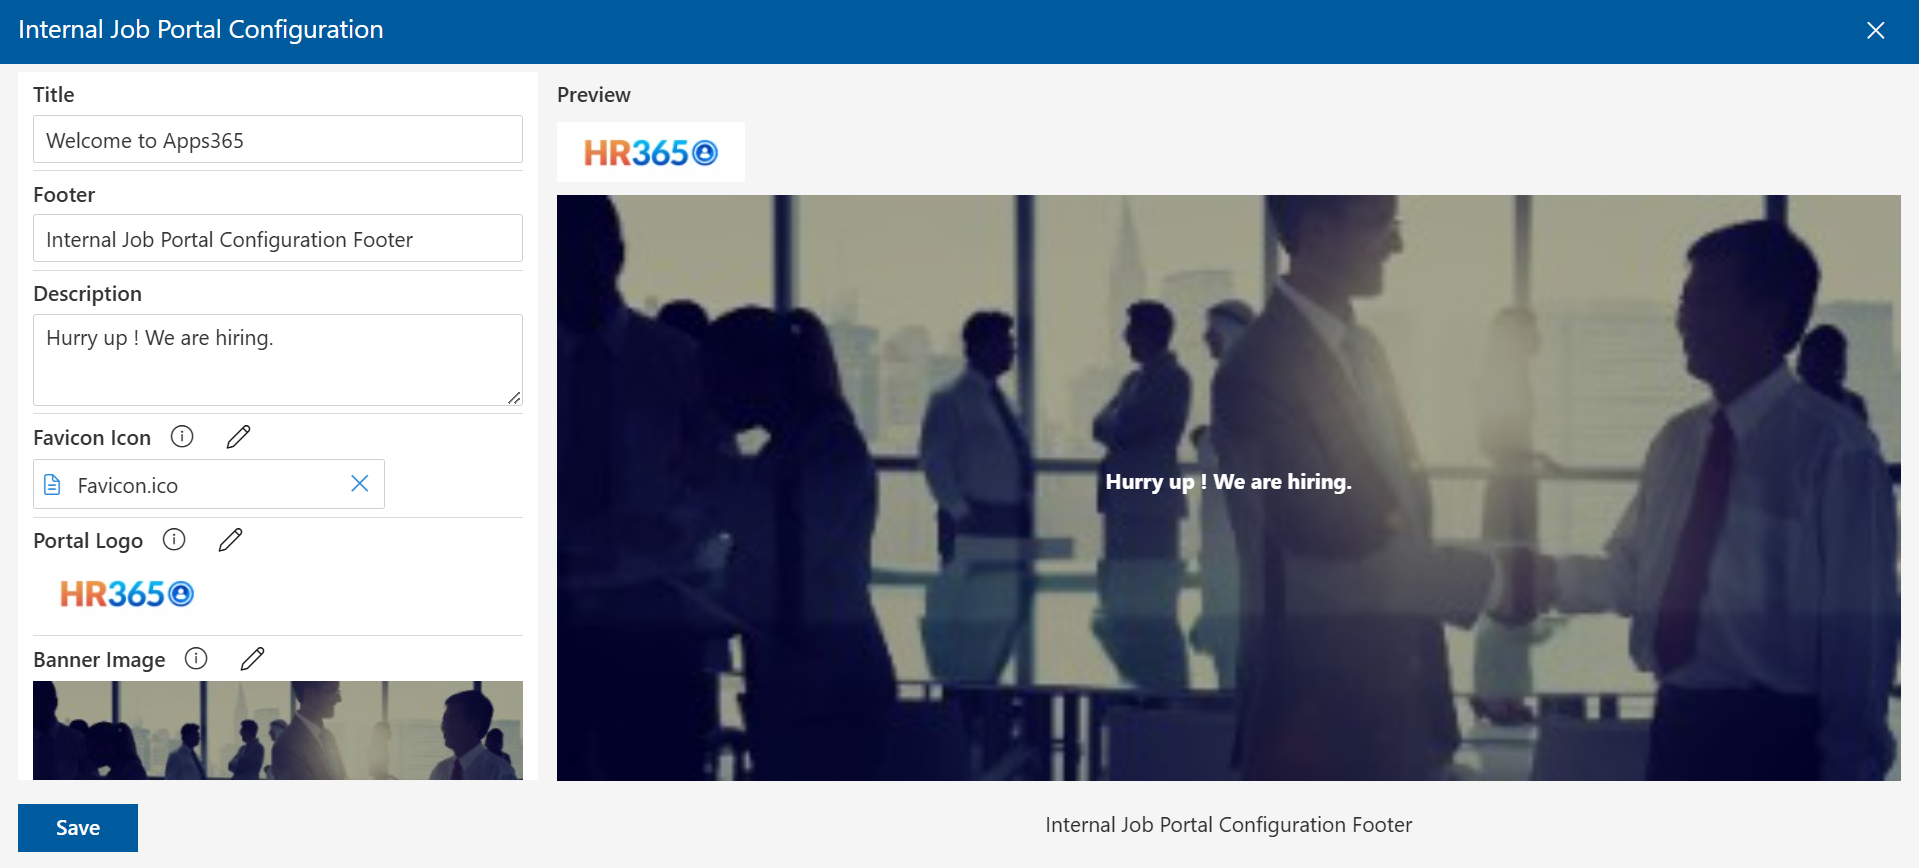 Internal Job Portal Configuration
Title
Welcome to Apps365
Footer
Internal Job Portal Configuration Footer
Description
Hurry up ! We are hiring.
Favicon Icon
Favicon.ico
Portal Logo
HR365
Banner Image
Save
Preview
HR365
Hurry up ! We are hiring.
Internal Job Portal Configuration Footer